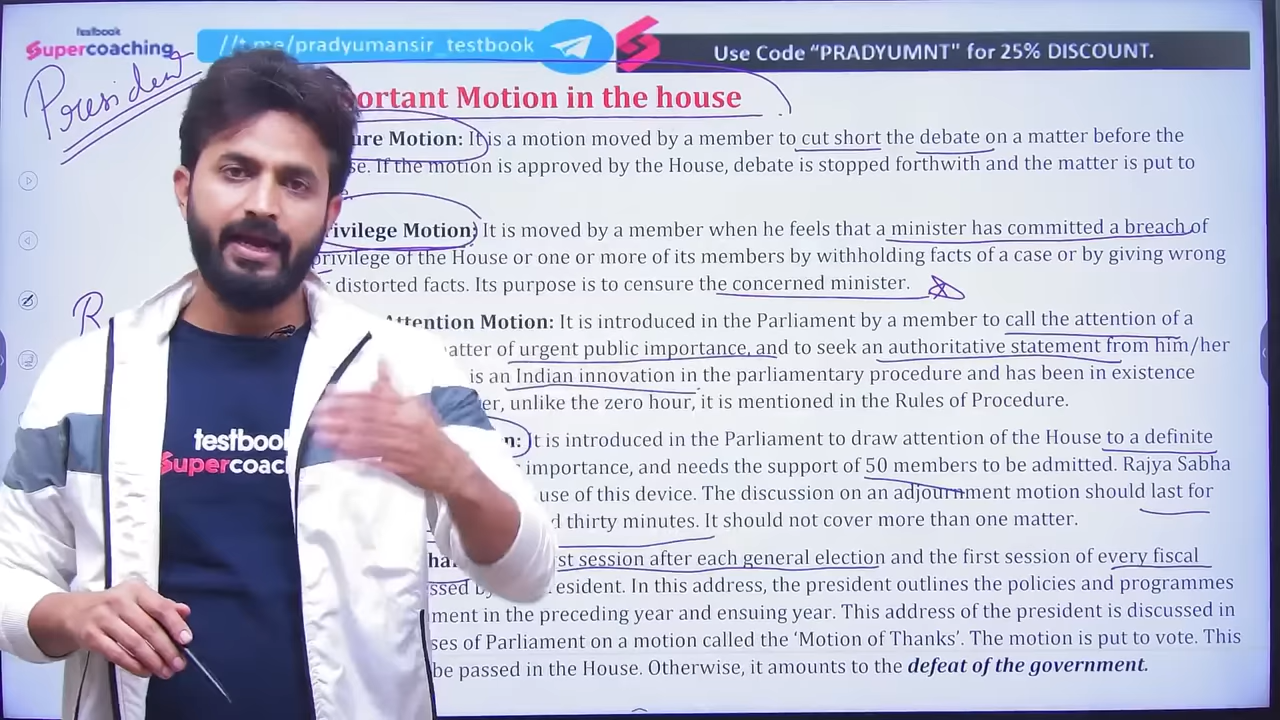 testbook
Supercoaching
//t.me/pradyumansir_testbook
Use Code “PRADYUMNT" for 25% DISCOUNT.
President
ortant Motion in the house
ure Motion: It is a motion moved by a member to cut short the debate on a matter before the
se. If the motion is approved by the House, debate is stopped forthwith and the matter is put to
e.
rivilege Motion: It is moved by a member when he feels that a minister has committed a breach of
privilege of the House or one or more of its members by withholding facts of a case or by giving wrong
distorted facts. Its purpose is to censure the concerned minister.
R
Attention Motion: It is introduced in the Parliament by a member to call the attention of a
atter of urgent public importance, and to seek an authoritative statement from him/her
is an Indian innovation in the parliamentary procedure and has been in existence
er, unlike the zero hour, it is mentioned in the Rules of Procedure.
n: It is introduced in the Parliament to draw attention of the House to a definite
importance, and needs the support of 50 members to be admitted. Rajya Sabha
use of this device. The discussion on an adjournment motion should last for
d thirty minutes. It should not cover more than one matter.
ha st session after each general election and the first session of every fiscal
ssed b resident. In this address, the president outlines the policies and programmes
ment in the preceding year and ensuing year. This address of the president is discussed in
ses of Parliament on a motion called the ‘Motion of Thanks’. The motion is put to vote. This
be passed in the House. Otherwise, it amounts to the defeat of the government.
testbook
Supercoac